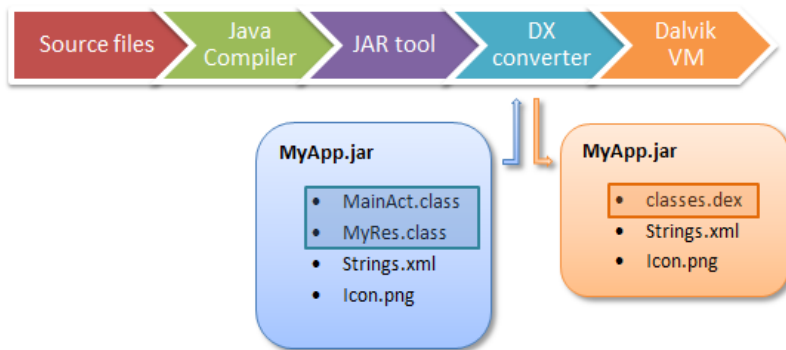 Source files
Java
Compiler
JAR tool
DX
converter
Dalvik
VM
MyApp.jar
• MainAct.class
• MyRes.class
• Strings.xml
• Icon.png
MyApp.jar
• classes.dex
• Strings.xml
• Icon.png